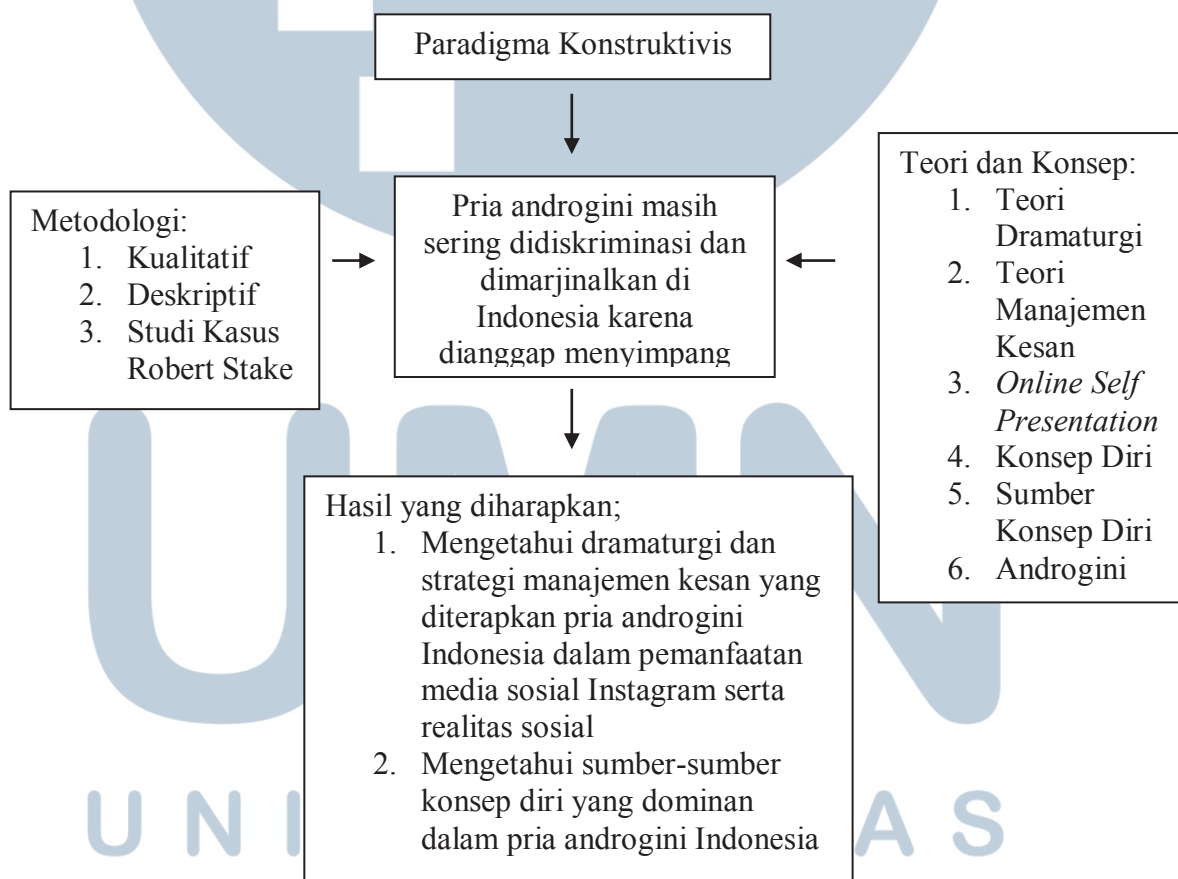 Paradigma Konstruktivis
Metodologi:
1. Kualitatif
2. Deskriptif
3. Studi Kasus
Robert Stake
Pria androgini masih
sering didiskriminasi dan
dimarjinalkan di
Indonesia karena
dianggap menyimpang
Teori dan Konsep:
1. Teori
Dramaturgi
2. Teori
Manajemen
Kesan
3. Online Self
Presentation
4. Konsep Diri
5. Sumber
Konsep Diri
6. Androgini
Hasil yang diharapkan;
1. Mengetahui dramaturgi dan
strategi manajemen kesan yang
diterapkan pria androgini
Indonesia dalam pemanfaatan
media sosial Instagram serta
realitas sosial
2. Mengetahui sumber-sumber
konsep diri yang dominan
dalam pria androgini Indonesia
UMN
UNI AS